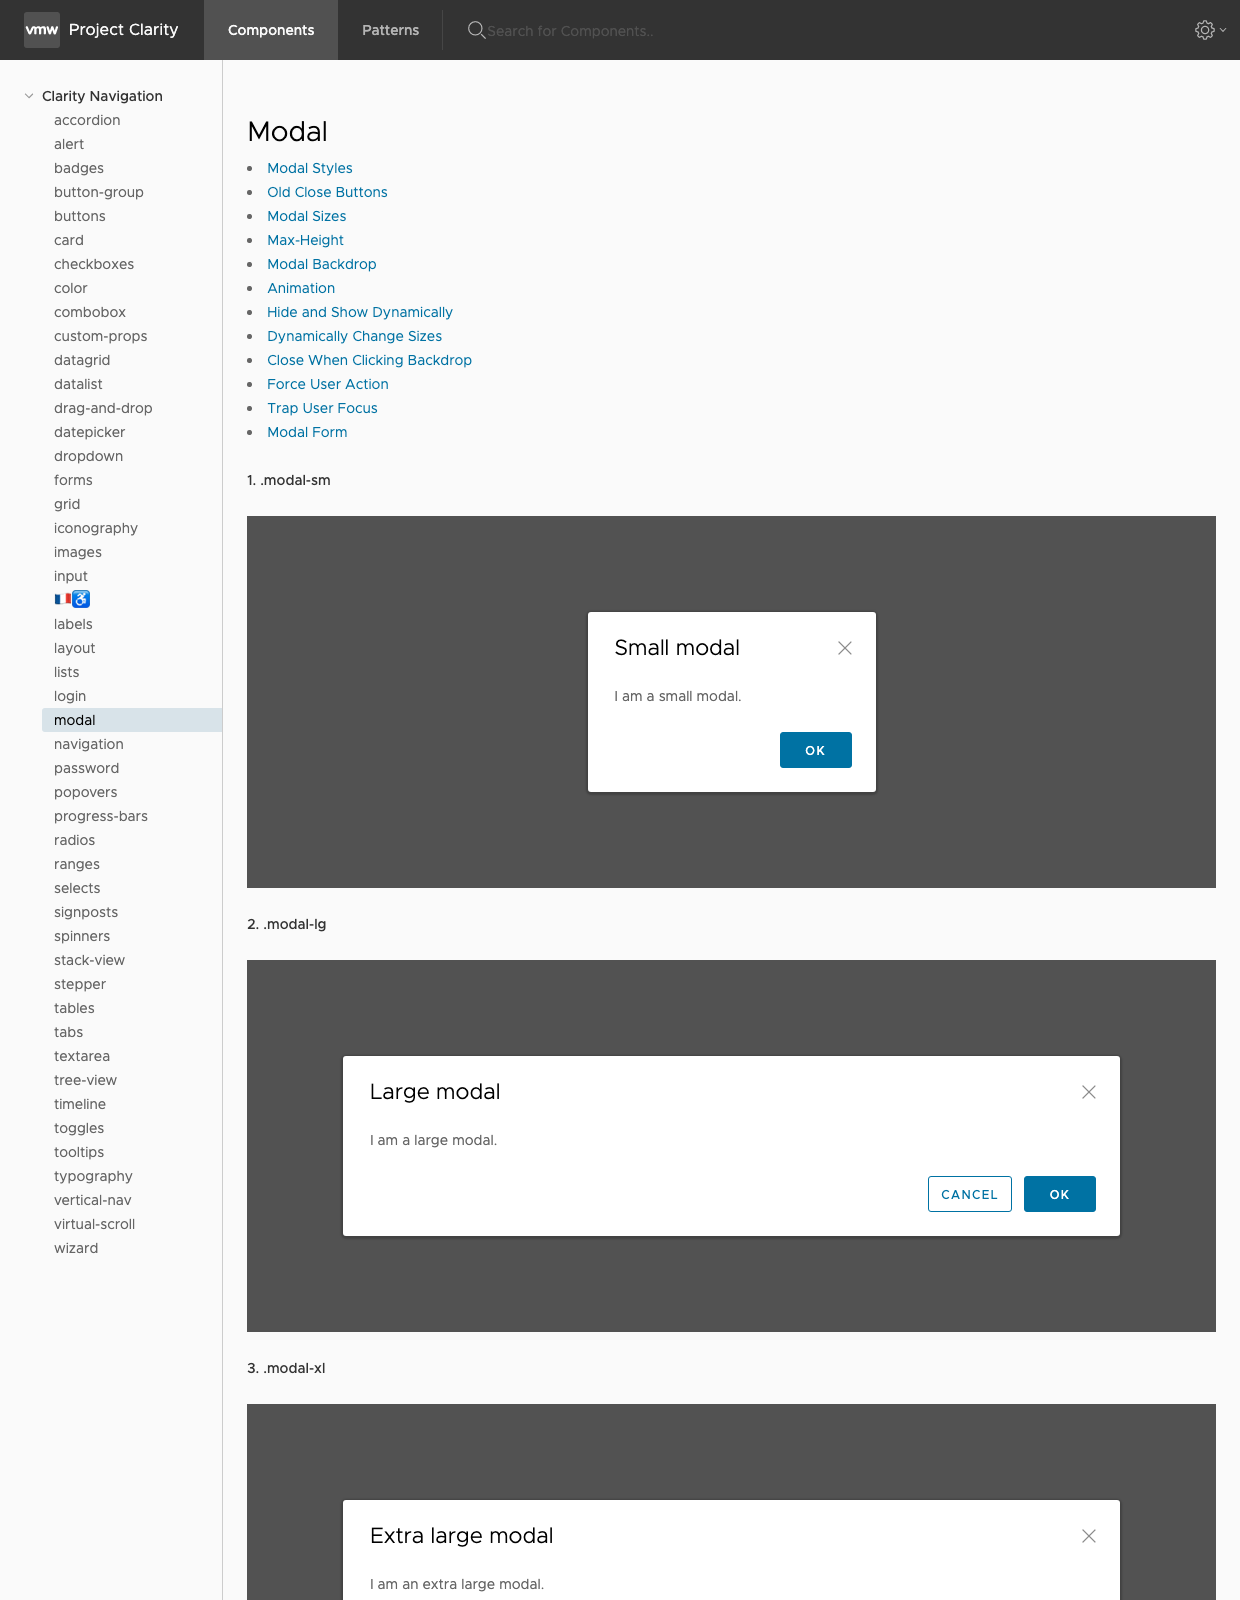 vmw Project Clarity Components Patterns Search for Components..
Clarity Navigation
accordion
alert
badges
button-group
buttons
card
checkboxes
color
combobox
custom-props
datagrid
datalist
drag-and-drop
datepicker
dropdown
forms
grid
iconography
images
input
🇫🇷♿
labels
layout
lists
login
modal
navigation
password
popovers
progress-bars
radios
ranges
selects
signposts
spinners
stack-view
stepper
tables
tabs
textarea
tree-view
timeline
toggles
tooltips
typography
vertical-nav
virtual-scroll
wizard
Modal
Modal Styles
Old Close Buttons
Modal Sizes
Max-Height
Modal Backdrop
Animation
Hide and Show Dynamically
Dynamically Change Sizes
Close When Clicking Backdrop
Force User Action
Trap User Focus
Modal Form
1. .modal-sm
Small modal
I am a small modal.
OK
2. .modal-lg
Large modal
I am a large modal.
CANCEL OK
3. .modal-xl
Extra large modal
I am an extra large modal.